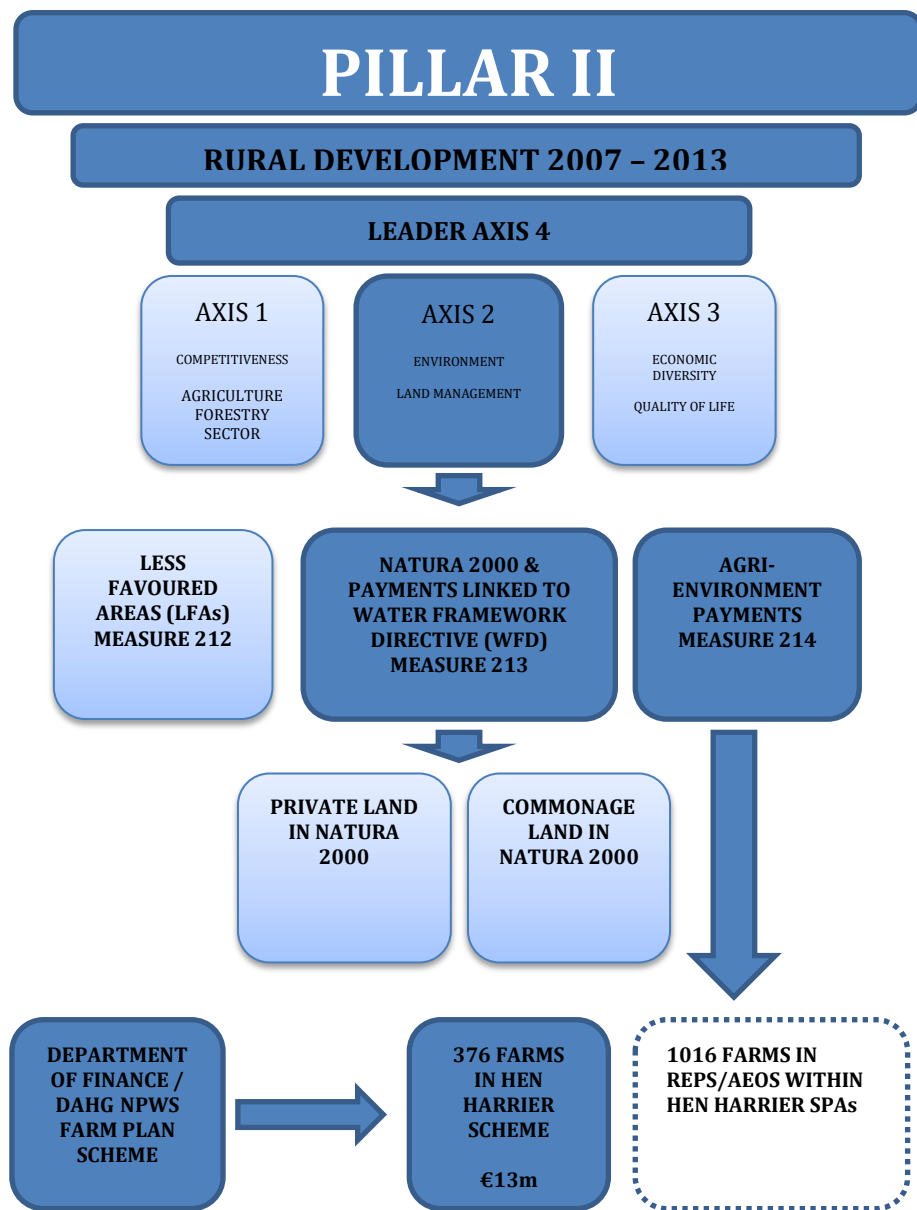 PILLAR II
RURAL DEVELOPMENT 2007 – 2013
LEADER AXIS 4
AXIS 1
COMPETITIVENESS
AGRICULTURE
FORESTRY
SECTOR
AXIS 2
ENVIRONMENT
LAND MANAGEMENT
AXIS 3
ECONOMIC
DIVERSITY
QUALITY OF LIFE
LESS
FAVOURED
AREAS (LFAs)
MEASURE 212
NATURA 2000 &
PAYMENTS LINKED TO
WATER FRAMEWORK
DIRECTIVE (WFD)
MEASURE 213
AGRI-
ENVIRONMENT
PAYMENTS
MEASURE 214
PRIVATE LAND
IN NATURA
2000
COMMONAGE
LAND IN
NATURA 2000
DEPARTMENT
OF FINANCE /
DAHG NPWS
FARM PLAN
SCHEME
376 FARMS
IN HEN
HARRIER
SCHEME
€13m
1016 FARMS IN
REPS/AEOS WITHIN
HEN HARRIER SPAs